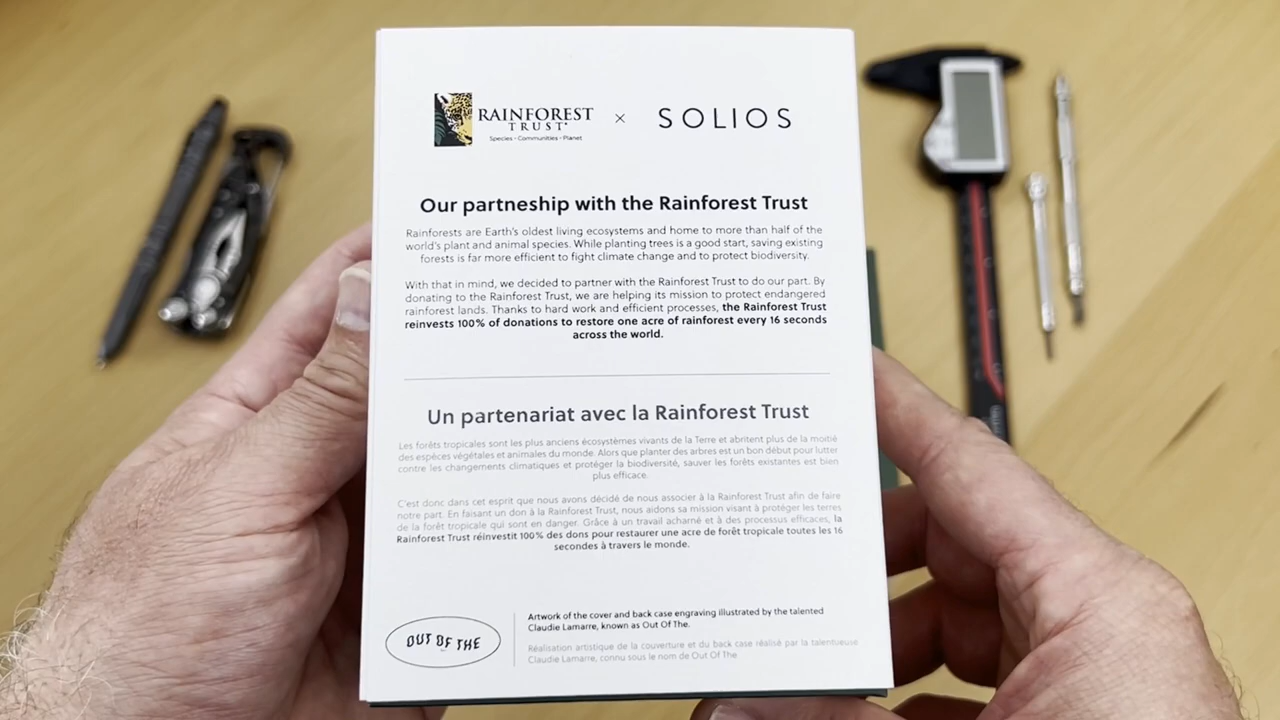 RAINFOREST
TRUST®
Species • Communities • Planet
×
SOLIOS
Our partneship with the Rainforest Trust
Rainforests are Earth's oldest living ecosystems and home to more than half of the
world's plant and animal species. While planting trees is a good start, saving existing
forests is far more efficient to fight climate change and to protect biodiversity.
With that in mind, we decided to partner with the Rainforest Trust to do our part. By
donating to the Rainforest Trust, we are helping its mission to protect endangered
rainforest lands. Thanks to hard work and efficient processes, the Rainforest Trust
reinvests 100% of donations to restore one acre of rainforest every 16 seconds
across the world.
Un partenariat avec la Rainforest Trust
Les forêts tropicales sont les plus anciens écosystèmes vivants de la Terre et abritent plus de la moitié
des espèces végétales et animales du monde. Alors que planter des arbres est un bon début pour lutter
contre les changements climatiques et protéger la biodiversité, sauver les forêts existantes est bien
plus efficace.
C'est donc dans cet esprit que nous avons décidé de nous associer à la Rainforest Trust afin de faire
notre part. En faisant un don à la Rainforest Trust, nous aidons sa mission visant à protéger les terres
de la forêt tropicale qui sont en danger. Grâce à un travail acharné et à des processus efficaces, la
Rainforest Trust réinvestit 100% des dons pour restaurer une acre de forêt tropicale toutes les 16
secondes à travers le monde.
OUT OF THE
Artwork of the cover and back case engraving illustrated by the talented
Claudie Lamarre, known as Out Of The.
Réalisation artistique de la couverture et du back case réalisé par la talentueuse
Claudie Lamarre, connu sous le nom de Out Of The